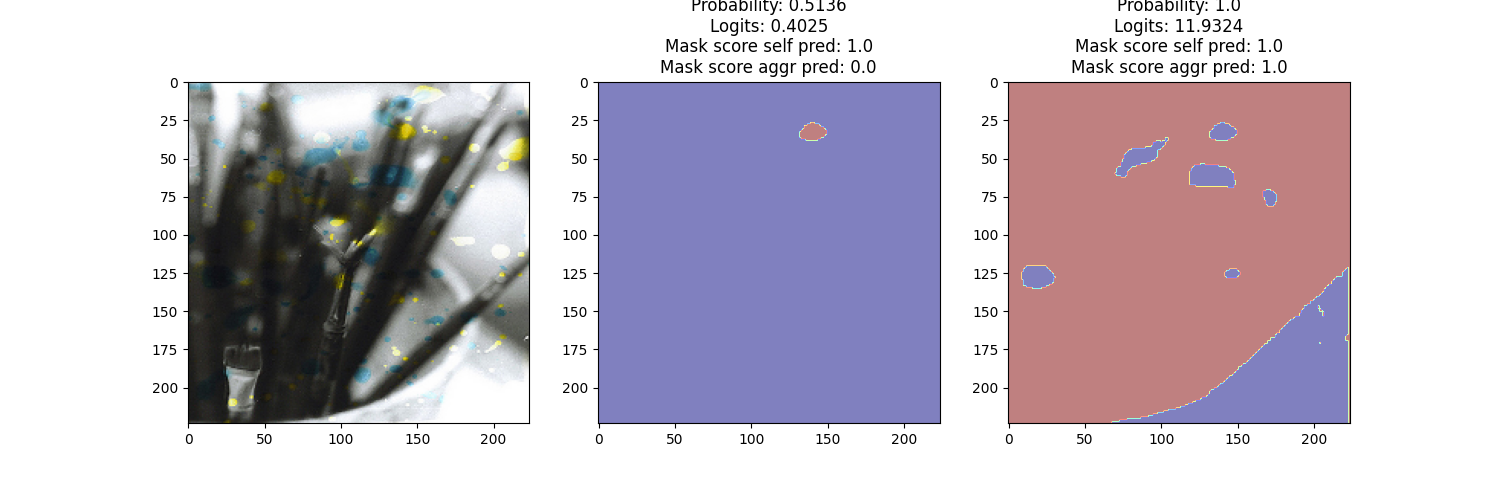 Probability: 0.5136
Logits: 0.4025
Mask score self pred: 1.0
Mask score aggr pred: 0.0
Probability: 1.0
Logits: 11.9324
Mask score self pred: 1.0
Mask score aggr pred: 1.0
0
25
50
75
100
125
150
175
200
0 50 100 150 200
0
25
50
75
100
125
150
175
200
0 50 100 150 200
0
25
50
75
100
125
150
175
200
0 50 100 150 200